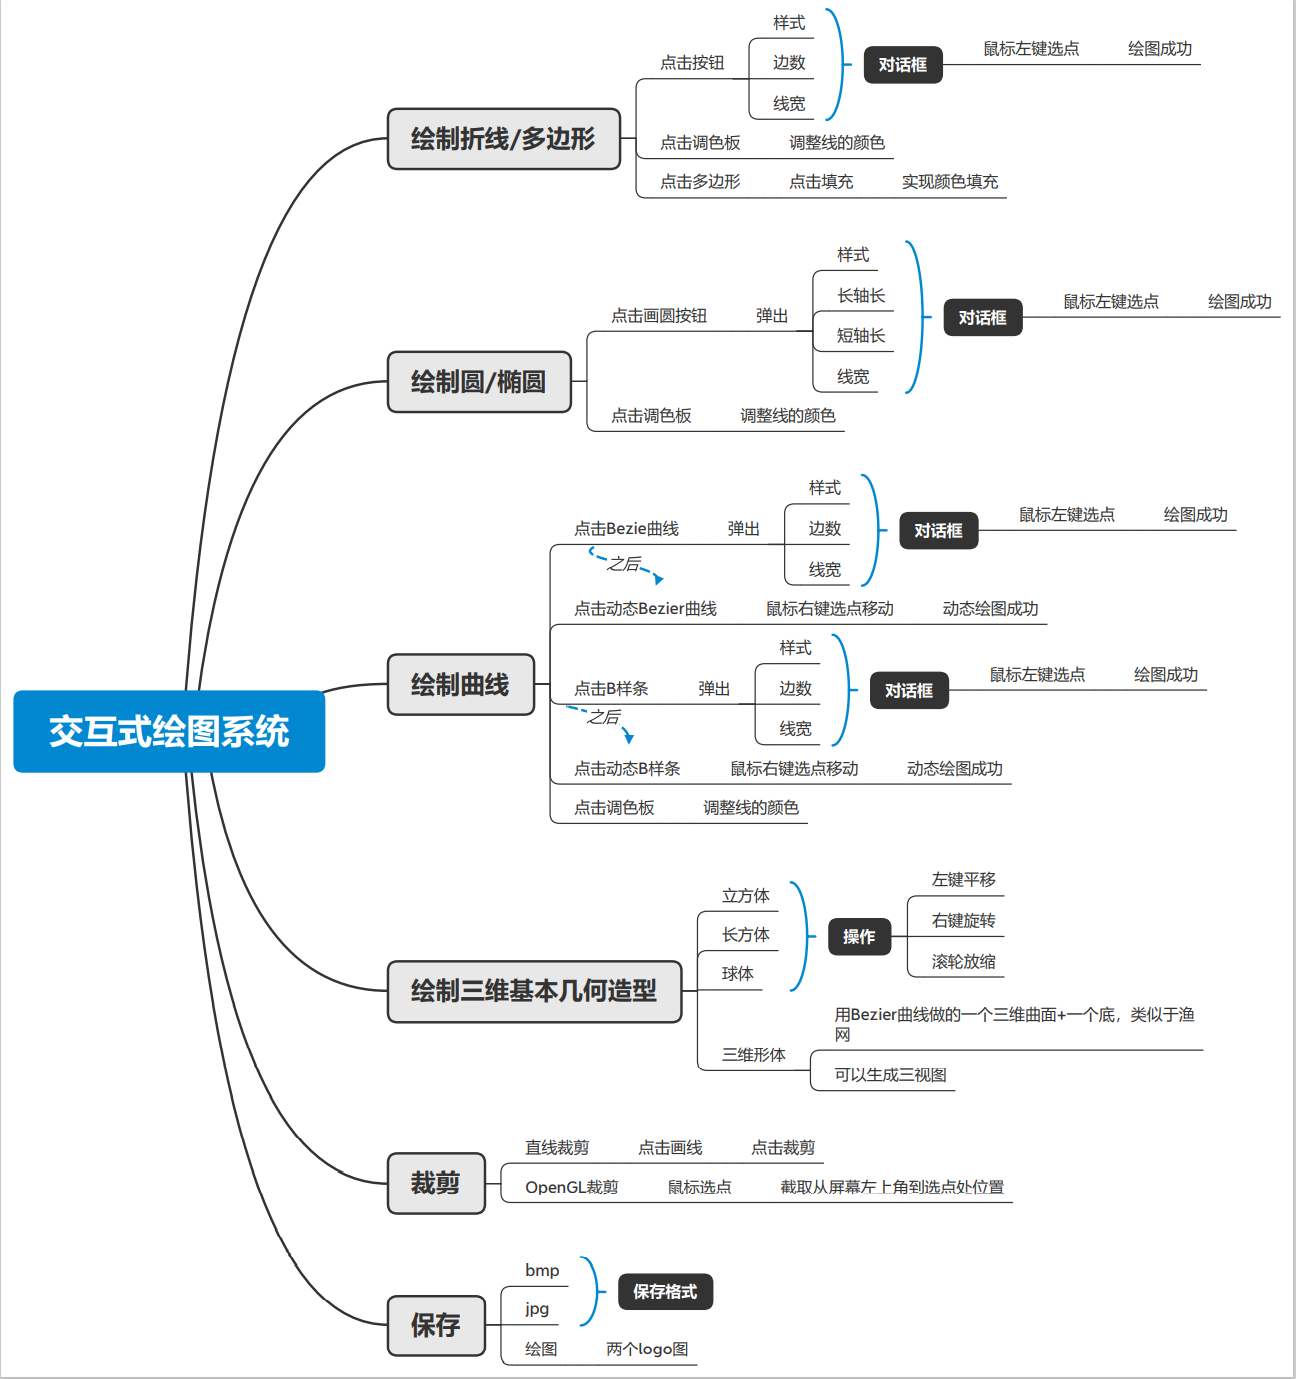 交互式绘图系统
绘制折线/多边形
点击按钮
样式
边数
线宽
对话框
鼠标左键选点
绘图成功
点击调色板
调整线的颜色
点击多边形
点击填充
实现颜色填充
绘制圆/椭圆
点击画圆按钮
弹出
样式
长轴长
短轴长
线宽
对话框
鼠标左键选点
绘图成功
点击调色板
调整线的颜色
绘制曲线
点击Bezie曲线
弹出
样式
边数
线宽
对话框
鼠标左键选点
绘图成功
之后
点击动态Bezier曲线
鼠标右键选点移动
动态绘图成功
点击B样条
弹出
样式
边数
线宽
对话框
鼠标左键选点
绘图成功
之后
点击动态B样条
鼠标右键选点移动
动态绘图成功
点击调色板
调整线的颜色
绘制三维基本几何造型
立方体
长方体
球体
操作
左键平移
右键旋转
滚轮放缩
三维形体
用Bezier曲线做的一个三维曲面+一个底，类似于渔
网
可以生成三视图
裁剪
直线裁剪
点击画线
点击裁剪
OpenGL裁剪
鼠标选点
截取从屏幕左上角到选点处位置
保存
bmp
jpg
保存格式
绘图
两个logo图